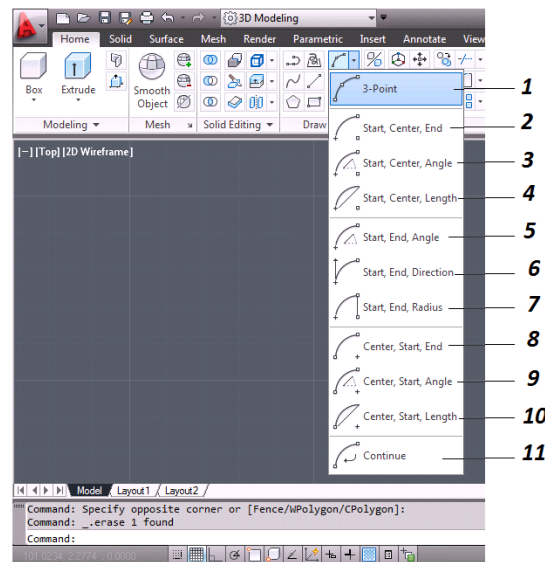 3D Modeling
Home Solid Surface Mesh Render Parametric Insert Annotate View
Box Extrude Smooth Object
Modeling Mesh Solid Editing Draw
3-Point 1
Start, Center, End 2
Start, Center, Angle 3
Start, Center, Length 4
Start, End, Angle 5
Start, End, Direction 6
Start, End, Radius 7
Center, Start, End 8
Center, Start, Angle 9
Center, Start, Length 10
Continue 11
[−] [Top] [2D Wireframe]
Model Layout1 Layout2
Command: Specify opposite corner or [Fence/WPolygon/CPolygon]:
Command: _.erase 1 found
Command: